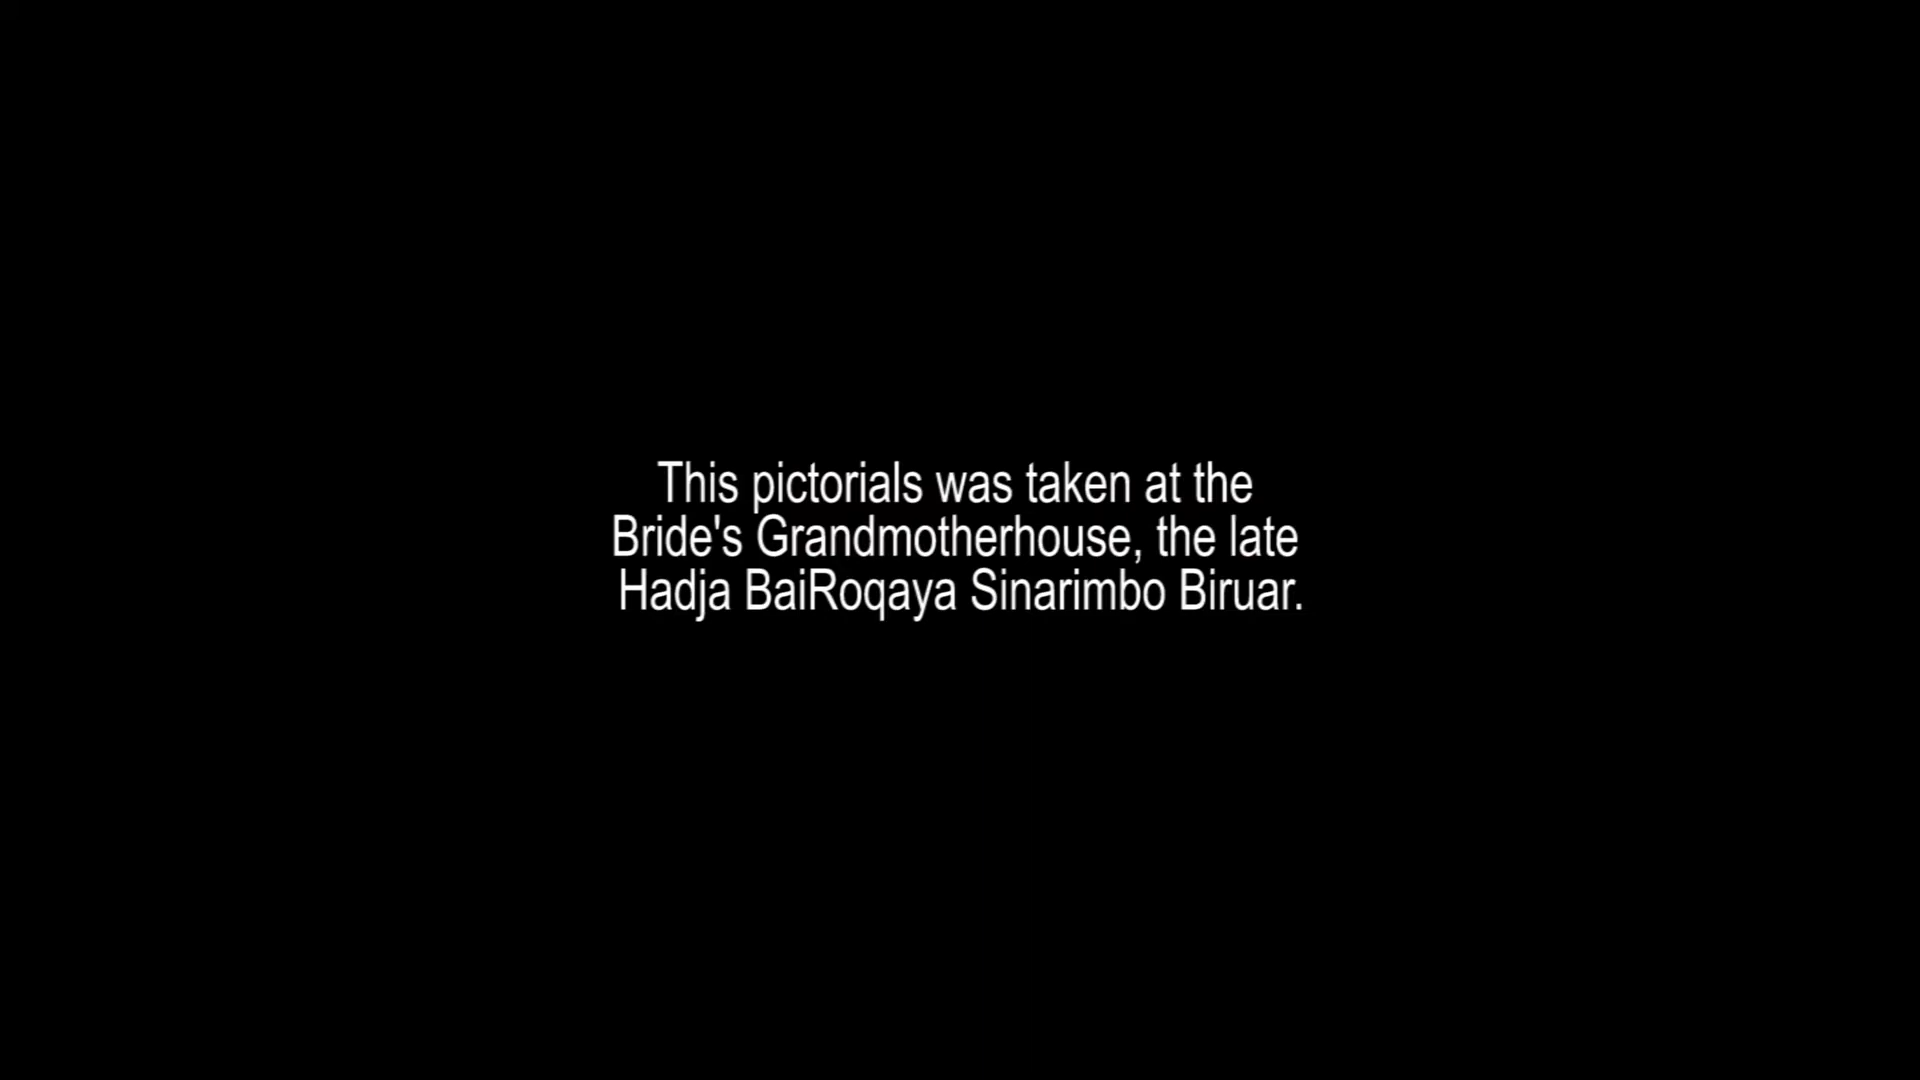 This pictorials was taken at the
Bride's Grandmotherhouse, the late
Hadja BaiRoqaya Sinarimbo Biruar.